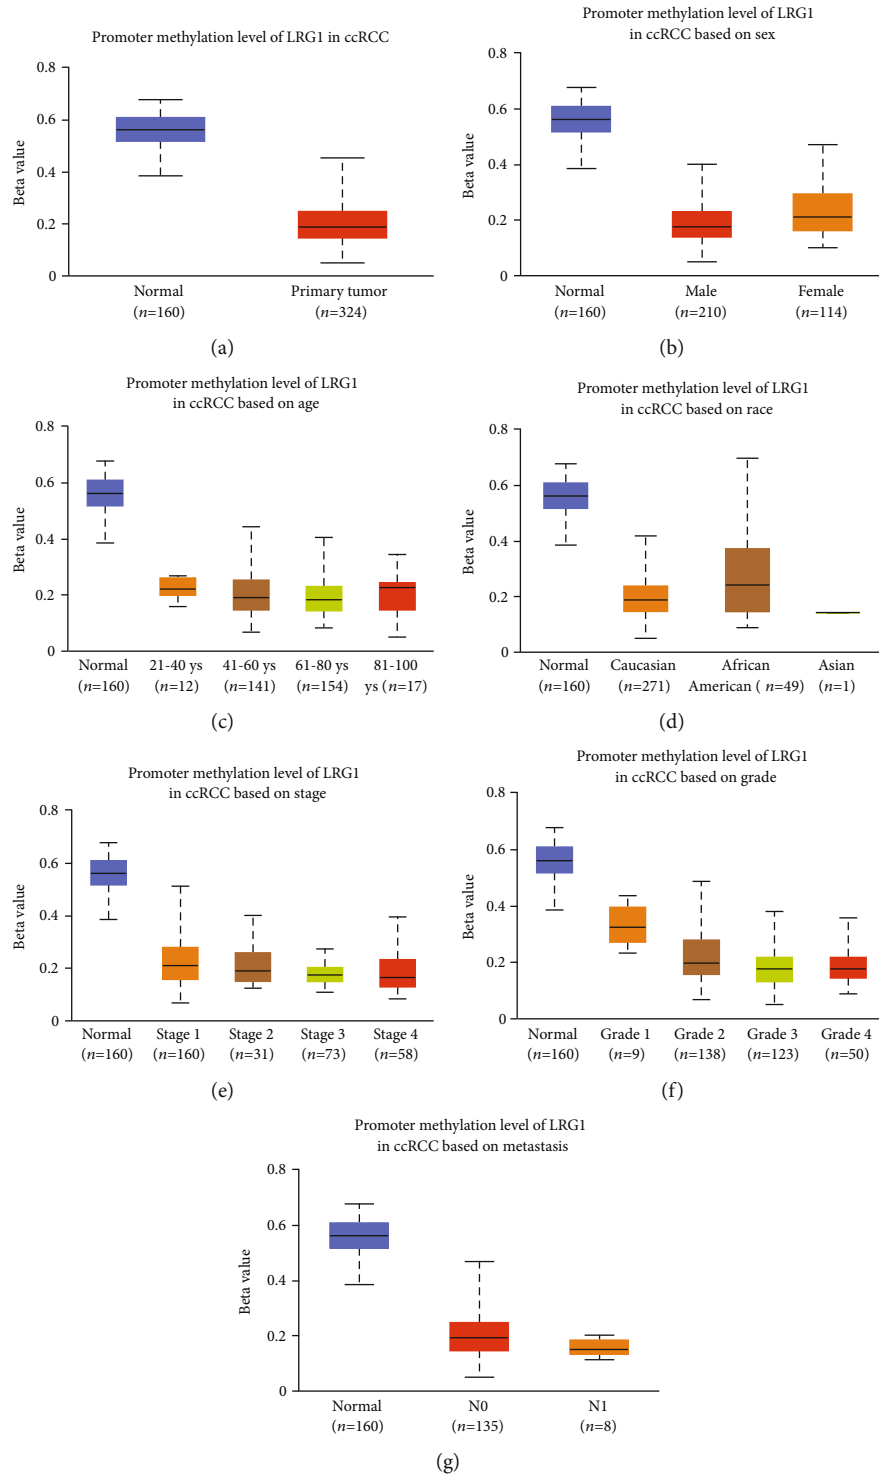 Promoter methylation level of LRG1 in ccRCC
Beta value
0.8
0.6
0.4
0.2
0
Normal
(n=160)
Primary tumor
(n=324)
(a)
Promoter methylation level of LRG1
in ccRCC based on sex
Beta value
0.8
0.6
0.4
0.2
0
Normal
(n=160)
Male
(n=210)
Female
(n=114)
(b)
Promoter methylation level of LRG1
in ccRCC based on age
Beta value
0.8
0.6
0.4
0.2
0
Normal
(n=160)
21-40 ys
(n=12)
41-60 ys
(n=141)
61-80 ys
(n=154)
81-100
ys (n=17)
(c)
Promoter methylation level of LRG1
in ccRCC based on race
Beta value
0.8
0.6
0.4
0.2
0
Normal
(n=160)
Caucasian
(n=271)
African
American ( n=49)
Asian
(n=1)
(d)
Promoter methylation level of LRG1
in ccRCC based on stage
Beta value
0.8
0.6
0.4
0.2
0
Normal
(n=160)
Stage 1
(n=160)
Stage 2
(n=31)
Stage 3
(n=73)
Stage 4
(n=58)
(e)
Promoter methylation level of LRG1
in ccRCC based on grade
Beta value
0.8
0.6
0.4
0.2
0
Normal
(n=160)
Grade 1
(n=9)
Grade 2
(n=138)
Grade 3
(n=123)
Grade 4
(n=50)
(f)
Promoter methylation level of LRG1
in ccRCC based on metastasis
Beta value
0.8
0.6
0.4
0.2
0
Normal
(n=160)
N0
(n=135)
N1
(n=8)
(g)